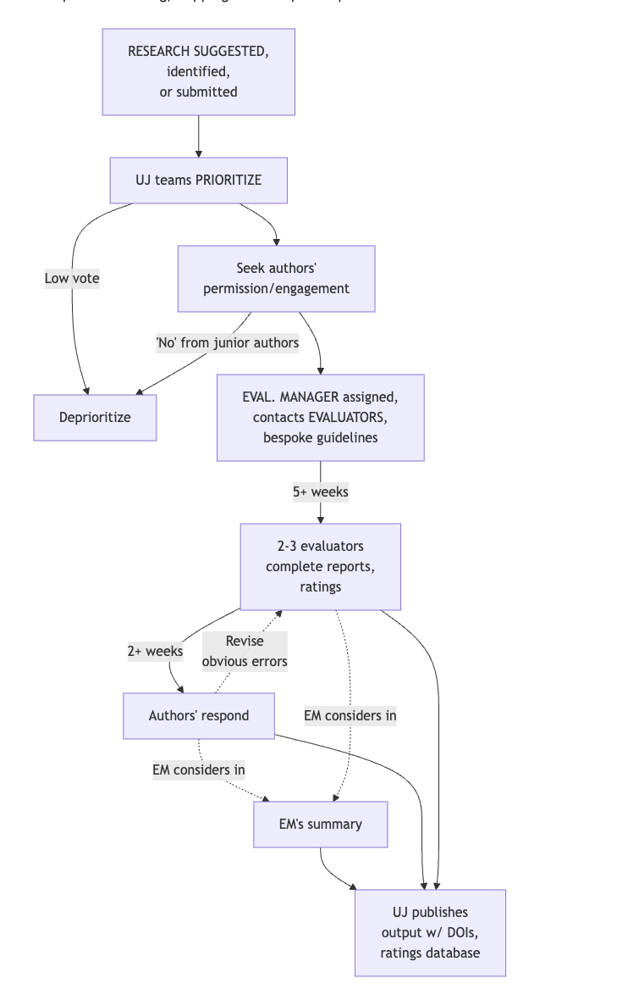 RESEARCH SUGGESTED,
identified,
or submitted
UJ teams PRIORITIZE
Low vote
Seek authors'
permission/engagement
'No' from junior authors
Deprioritize
EVAL. MANAGER assigned,
contacts EVALUATORS,
bespoke guidelines
5+ weeks
2-3 evaluators
complete reports,
ratings
2+ weeks
Revise
obvious errors
Authors' respond
EM considers in
EM considers in
EM's summary
UJ publishes
output w/ DOIs,
ratings database